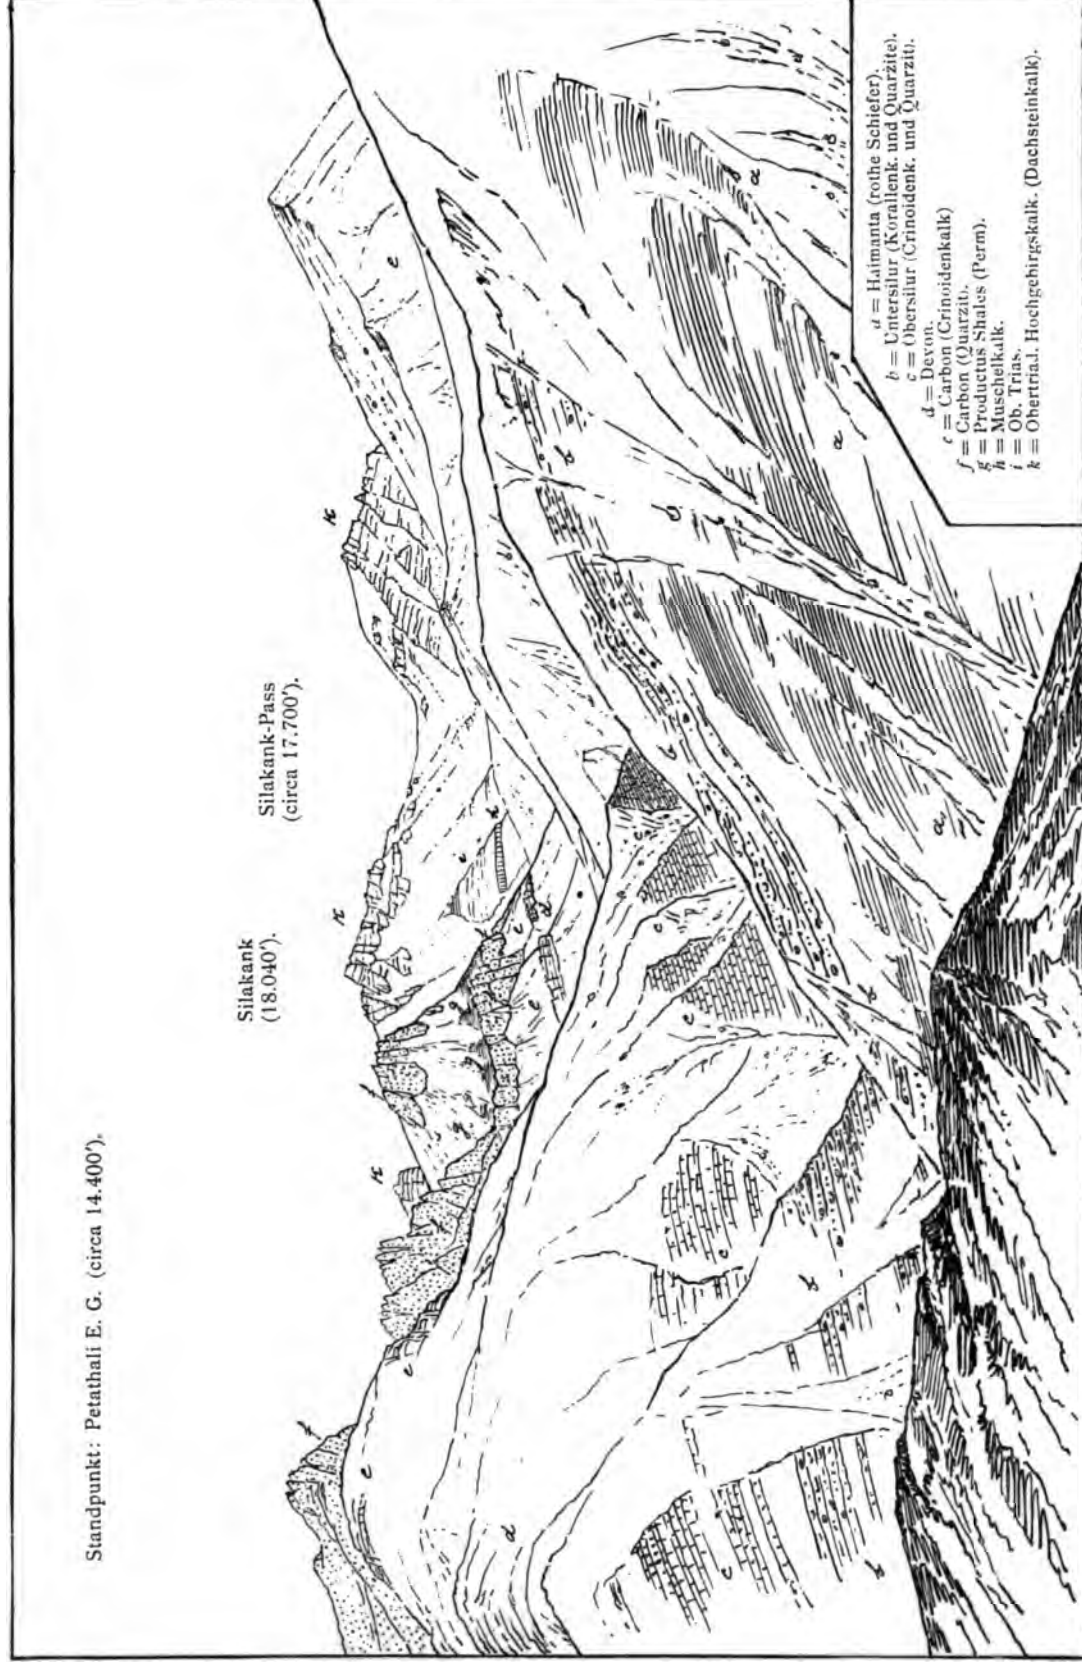 Standpunkt: Petathali E. G. (circa 14.400').
Silakank
(18.040').
Silakank-Pass
(circa 17.700').
a = Haimanta (rothe Schiefer).
b = Untersilur (Korallenk. und Quarzite).
c = Obersilur (Crinoidenk. und Quarzit).
d = Devon.
e = Carbon (Crinoidenkalk)
f = Carbon (Quarzit).
g = Productus Shales (Perm).
h = Muschelkalk.
i = Ob. Trias.
k = Obertriad. Hochgebirgskalk. (Dachsteinkalk).
f
e
d
c
b
e
k
c
b
f
k
c
i
e
c
b
a
k
b
a
e
a